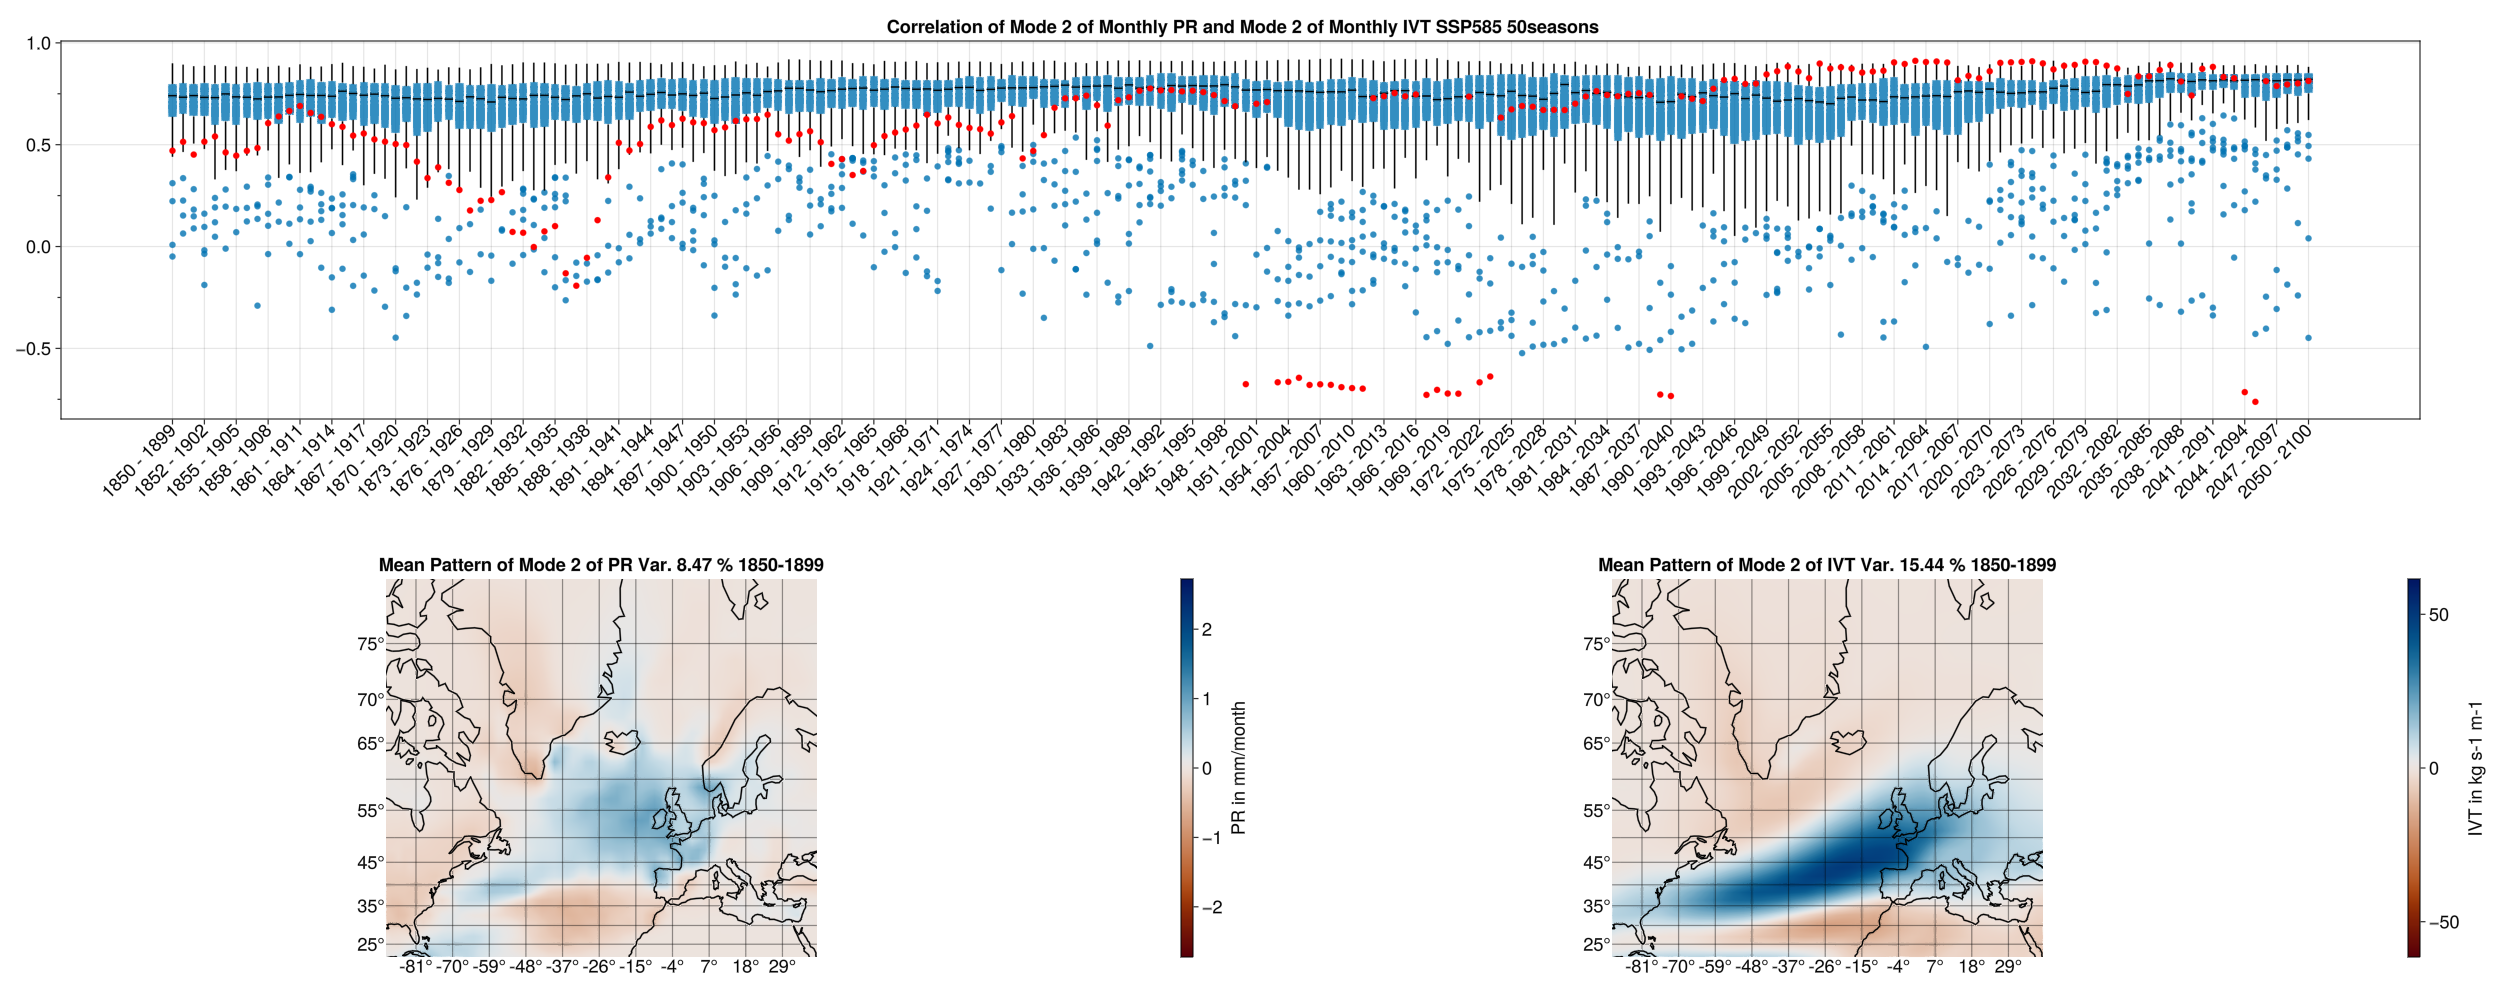 Correlation of Mode 2 of Monthly PR and Mode 2 of Monthly IVT SSP585 50seasons
1.0
0.5
0.0
−0.5
1850 - 1899
1852 - 1902
1855 - 1905
1858 - 1908
1861 - 1911
1864 - 1914
1867 - 1917
1870 - 1920
1873 - 1923
1876 - 1926
1879 - 1929
1882 - 1932
1885 - 1935
1888 - 1938
1891 - 1941
1894 - 1944
1897 - 1947
1900 - 1950
1903 - 1953
1906 - 1956
1909 - 1959
1912 - 1962
1915 - 1965
1918 - 1968
1921 - 1971
1924 - 1974
1927 - 1977
1930 - 1980
1933 - 1983
1936 - 1986
1939 - 1989
1942 - 1992
1945 - 1995
1948 - 1998
1951 - 2001
1954 - 2004
1957 - 2007
1960 - 2010
1963 - 2013
1966 - 2016
1969 - 2019
1972 - 2022
1975 - 2025
1978 - 2028
1981 - 2031
1984 - 2034
1987 - 2037
1990 - 2040
1993 - 2043
1996 - 2046
1999 - 2049
2002 - 2052
2005 - 2055
2008 - 2058
2011 - 2061
2014 - 2064
2017 - 2067
2020 - 2070
2023 - 2073
2026 - 2076
2029 - 2079
2032 - 2082
2035 - 2085
2038 - 2088
2041 - 2091
2044 - 2094
2047 - 2097
2050 - 2100
Mean Pattern of Mode 2 of PR Var. 8.47 % 1850-1899
75°
70°
65°
55°
45°
35°
25°
-81° -70° -59° -48° -37° -26° -15° -4° 7° 18° 29°
2
1
0
−1
−2
PR in mm/month
Mean Pattern of Mode 2 of IVT Var. 15.44 % 1850-1899
75°
70°
65°
55°
45°
35°
25°
-81° -70° -59° -48° -37° -26° -15° -4° 7° 18° 29°
50
0
−50
IVT in kg s-1 m-1